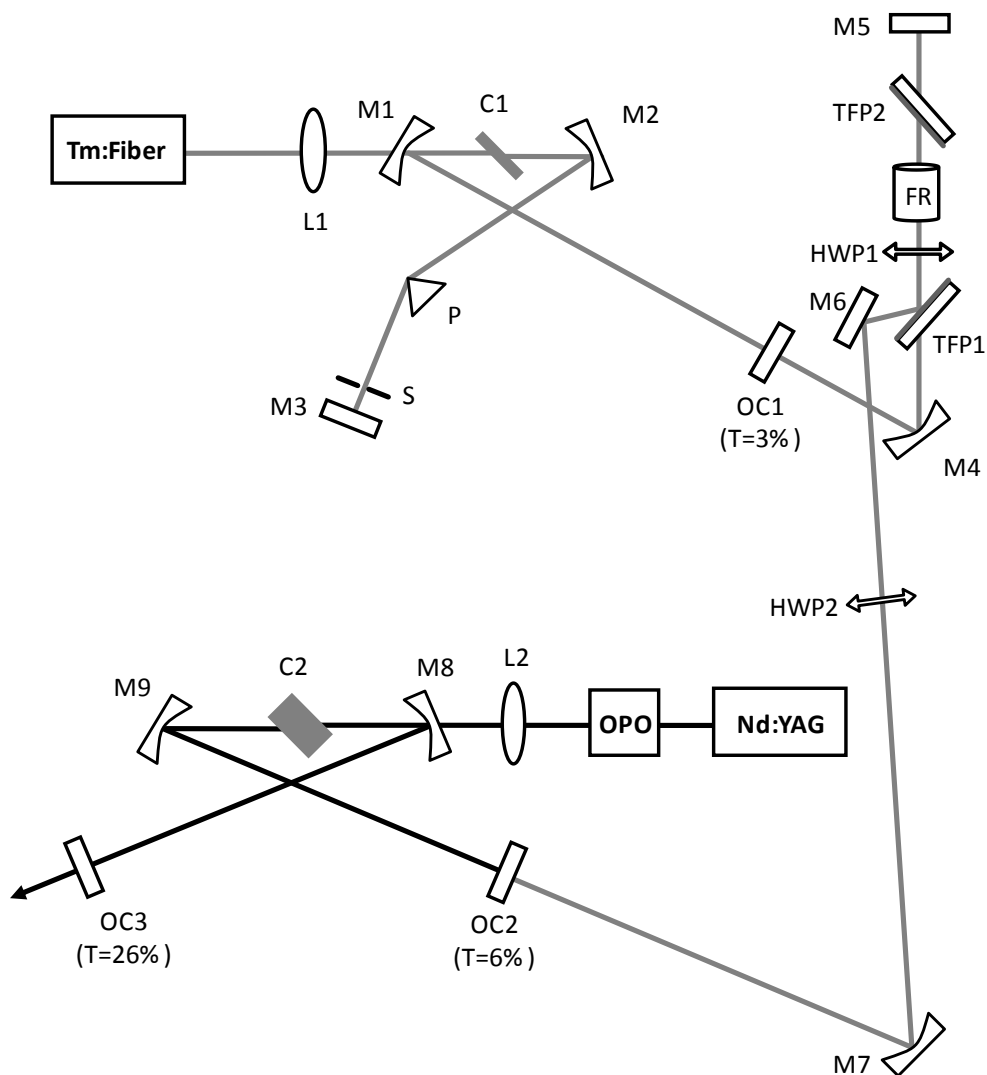 M5
TFP2
C1
M1
M2
Tm:Fiber
L1
FR
HWP1
M6
P
TFP1
S
M3
OC1
(T=3%)
M4
HWP2
L2
M8
C2
M9
OPO
Nd:YAG
OC3
(T=26%)
OC2
(T=6%)
M7